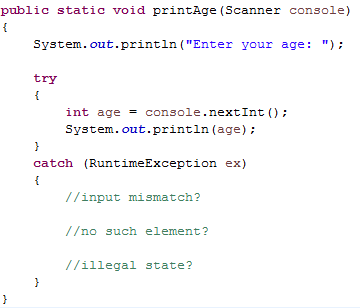 public static void printAge(Scanner console)
{
    System.out.println("Enter your age: ");
    try
    {
        int age = console.nextInt();
        System.out.println(age);
    }
    catch (RuntimeException ex)
    {
        //input mismatch?
        //no such element?
        //illegal state?
    }
}